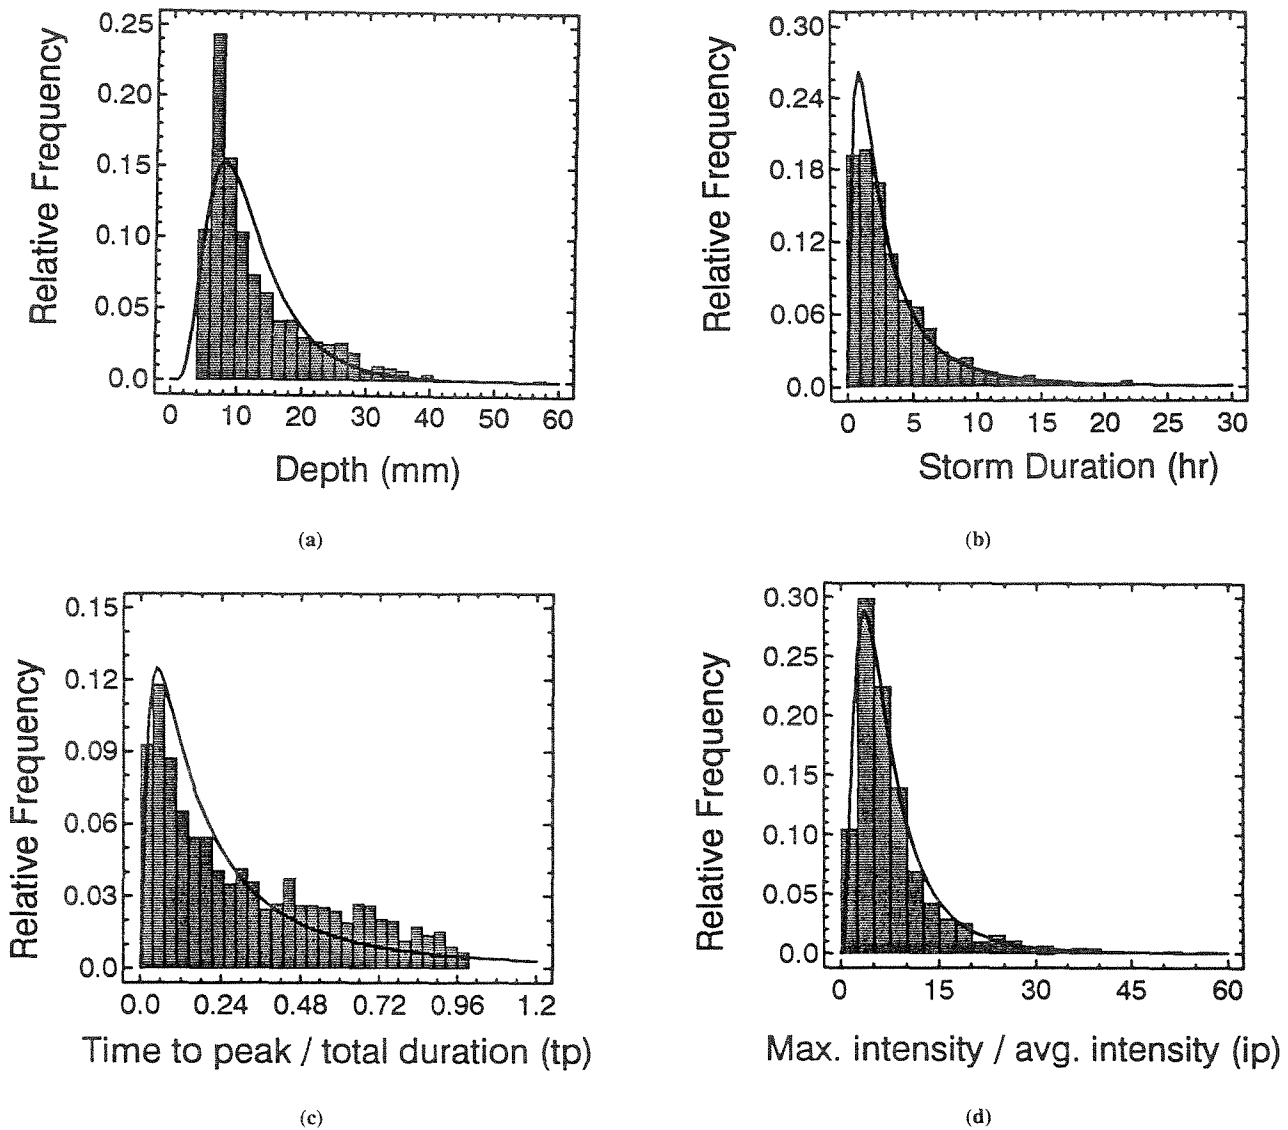 0.25
0.20
0.15
0.10
0.05
0.0
Relative Frequency
0 10 20 30 40 50 60
Depth (mm)
(a)
0.30
0.24
0.18
0.12
0.06
0.0
Relative Frequency
0 5 10 15 20 25 30
Storm Duration (hr)
(b)
0.15
0.12
0.09
0.06
0.03
0.0
Relative Frequency
0.0 0.24 0.48 0.72 0.96 1.2
Time to peak / total duration (tp)
(c)
0.30
0.25
0.20
0.15
0.10
0.05
0.0
Relative Frequency
0 15 30 45 60
Max. intensity / avg. intensity (ip)
(d)